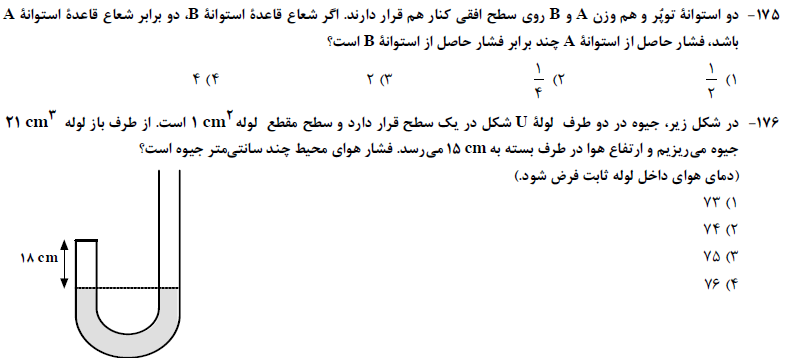 ۱۷۵- دو استوانهٔ توپُر و هم وزن A و B روی سطح افقی کنار هم قرار دارند. اگر شعاع قاعدهٔ استوانهٔ B، دو برابر شعاع قاعدهٔ استوانهٔ A
باشد، فشار حاصل از استوانهٔ A چند برابر فشار حاصل از استوانهٔ B است؟
۱) ۱/۲ ۲) ۱/۴ ۳) ۲ ۴) ۴
۱۷۶- در شکل زیر، جیوه در دو طرف لولهٔ U شکل در یک سطح قرار دارد و سطح مقطع لوله ۱ cm² است. از طرف باز لوله ۲۱ cm³
جیوه می‌ریزیم و ارتفاع هوا در طرف بسته به ۱۵ cm می‌رسد. فشار هوای محیط چند سانتی‌متر جیوه است؟
(دمای هوای داخل لوله ثابت فرض شود.)
۱) ۷۳
۲) ۷۴
۳) ۷۵
۴) ۷۶
۱۸ cm